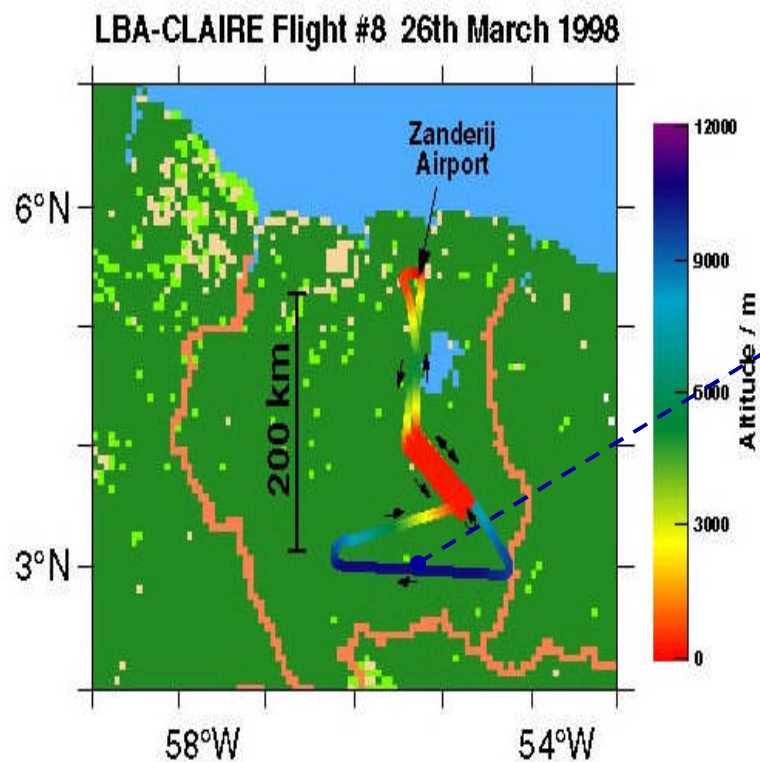 LBA-CLAIRE Flight #8 26th March 1998
Zanderij
Airport
6°N
3°N
200 km
58°W
54°W
12000
9000
6000
3000
0
Altitude / m